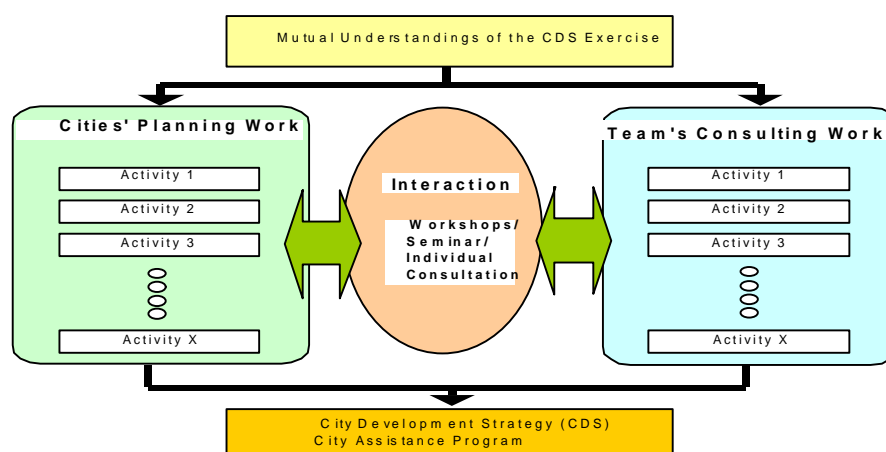 Mutual Understandings of the CDS Exercise
Cities' Planning Work
Activity 1
Activity 2
Activity 3
Activity X
Interaction
Workshops/
Seminar/
Individual
Consultation
Team's Consulting Work
Activity 1
Activity 2
Activity 3
Activity X
City Development Strategy (CDS)
City Assistance Program